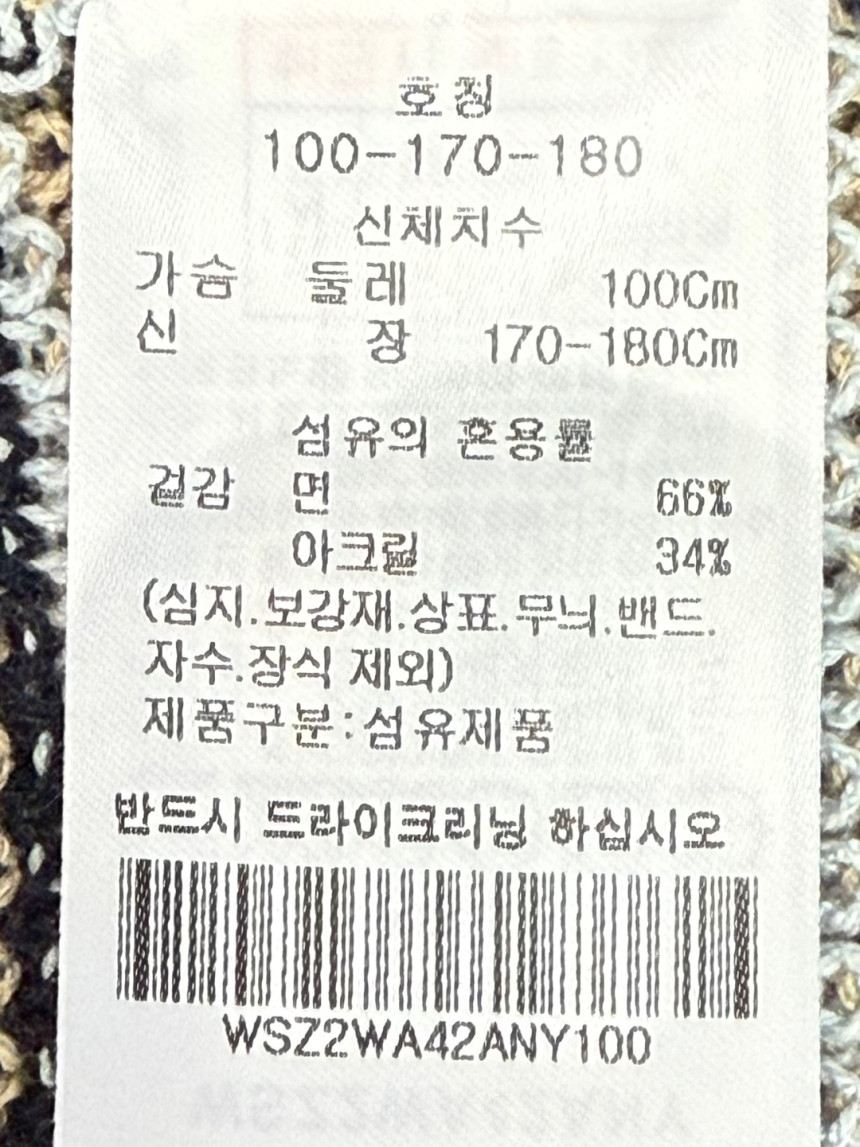 호칭
100-170-180
신체치수
가슴 둘레 100Cm
신 장 170-180Cm
섬유의 혼용률
겉감 면 66%
아크릴 34%
(심지.보강재.상표.무늬.밴드.
자수.장식 제외)
제품구분:섬유제품
반드시 드라이크리닝 하십시오
WSZ2WA42ANY100